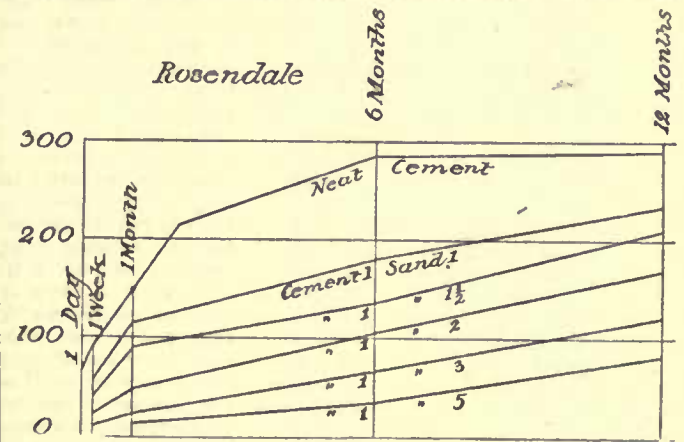 Rosendale
6 Months
12 Months
300
Neat Cement
200
1 Day
1 Week
1 Month
Cement 1 Sand 1
" 1 " 1½
100
" 1 " 2
" 1 " 3
" 1 " 5
0